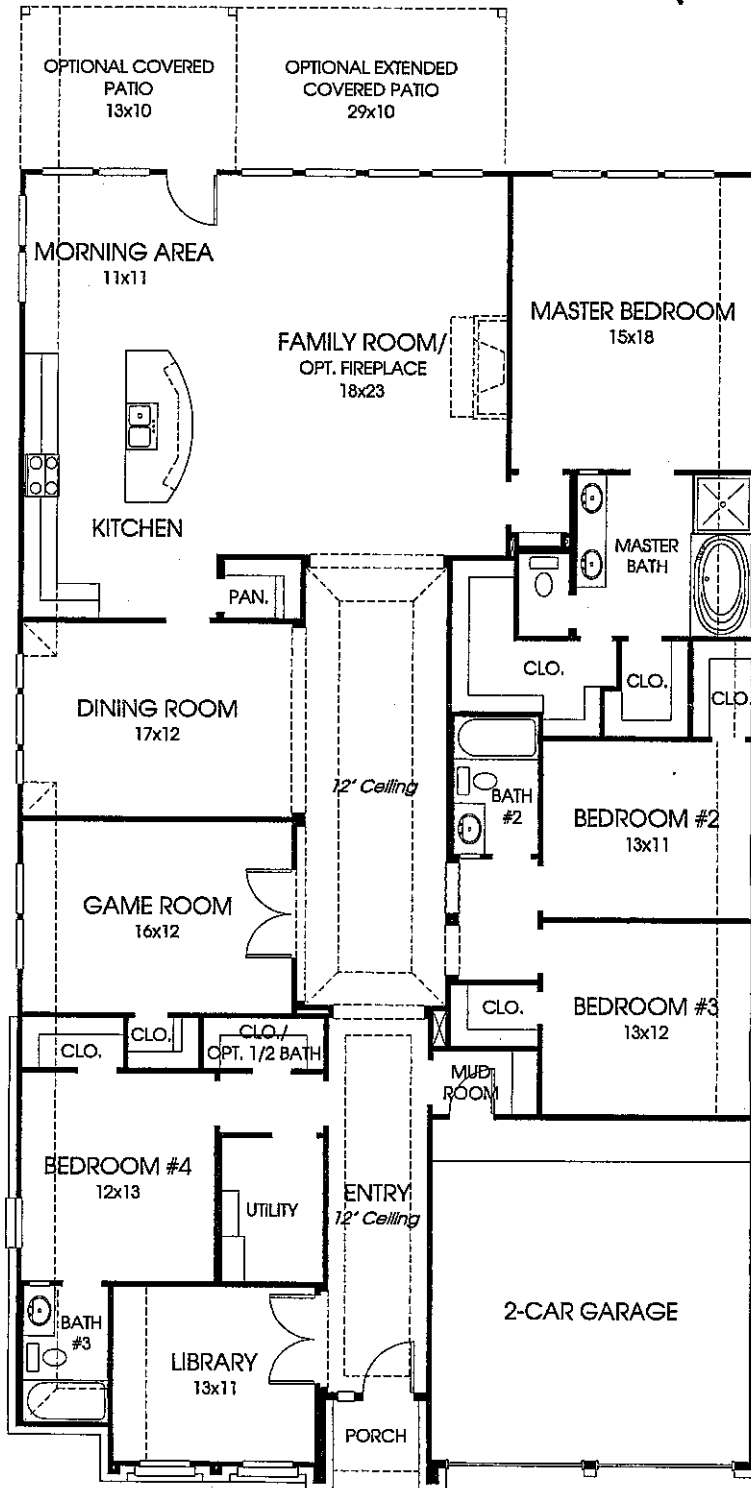 OPTIONAL COVERED
PATIO
13x10
OPTIONAL EXTENDED
COVERED PATIO
29x10
MORNING AREA
11x11
FAMILY ROOM/
OPT. FIREPLACE
18x23
MASTER BEDROOM
15x18
KITCHEN
MASTER
BATH
PAN.
CLO.
CLO.
CLO.
DINING ROOM
17x12
12' Ceiling
BATH
#2
BEDROOM #2
13x11
GAME ROOM
16x12
CLO.
BEDROOM #3
13x12
CLO.
CLO.
CLO./
OPT. 1/2 BATH
MUD
ROOM
BEDROOM #4
12x13
UTILITY
ENTRY
12' Ceiling
2-CAR GARAGE
BATH
#3
LIBRARY
13x11
PORCH